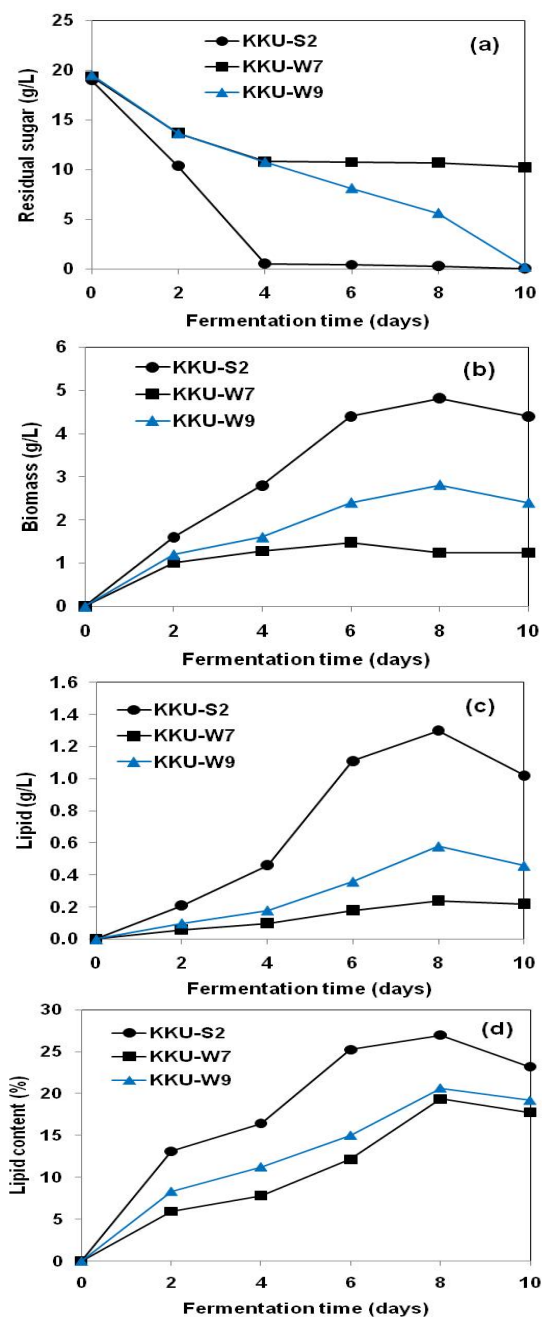 25
20
15
10
5
0
Residual sugar (g/L)
KKU-S2
KKU-W7
KKU-W9
(a)
0 2 4 6 8 10
Fermentation time (days)
6
5
4
3
2
1
0
Biomass (g/L)
KKU-S2
KKU-W7
KKU-W9
(b)
0 2 4 6 8 10
Fermentation time (days)
1.6
1.4
1.2
1.0
0.8
0.6
0.4
0.2
0.0
Lipid (g/L)
KKU-S2
KKU-W7
KKU-W9
(c)
0 2 4 6 8 10
Fermentation time (days)
30
25
20
15
10
5
0
Lipid content (%)
KKU-S2
KKU-W7
KKU-W9
(d)
0 2 4 6 8 10
Fermentation time (days)